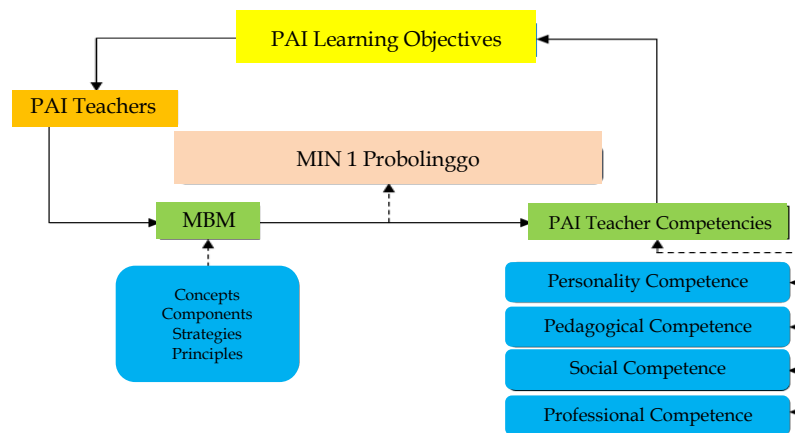 PAI Learning Objectives
PAI Teachers
MIN 1 Probolinggo
MBM
PAI Teacher Competencies
Concepts
Components
Strategies
Principles
Personality Competence
Pedagogical Competence
Social Competence
Professional Competence